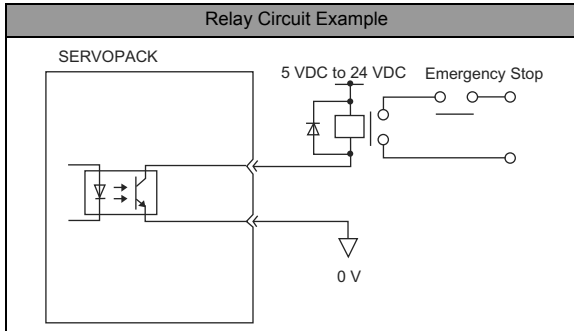 Relay Circuit Example
SERVOPACK
5 VDC to 24 VDC
Emergency Stop
0 V